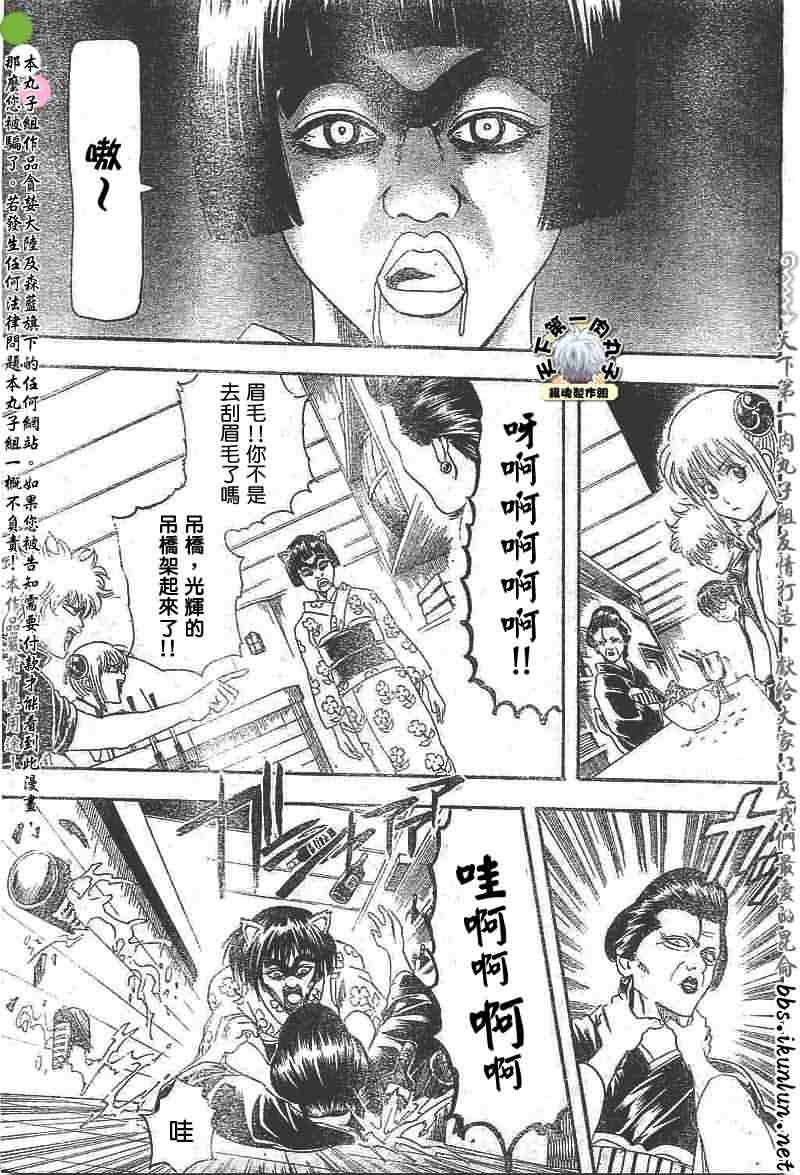 嗷～
天下第一肉丸子
銀魂製作組
呀啊啊啊啊啊!!
眉毛!!你不是
去刮眉毛了嗎
吊橋，光輝的
吊橋架起來了!!
哇啊啊啊啊
哇
天下第一肉丸子組友情打造，獻給大家以及我們最愛的昆侖
bbs.ikunlun.net
本丸子組作品
大陸及森藍旗下的任何網站。如果您被告知需要付款才能看到此漫畫，
那麼您被騙了。若發生任何法律問題本丸子組一概不負責!本作品